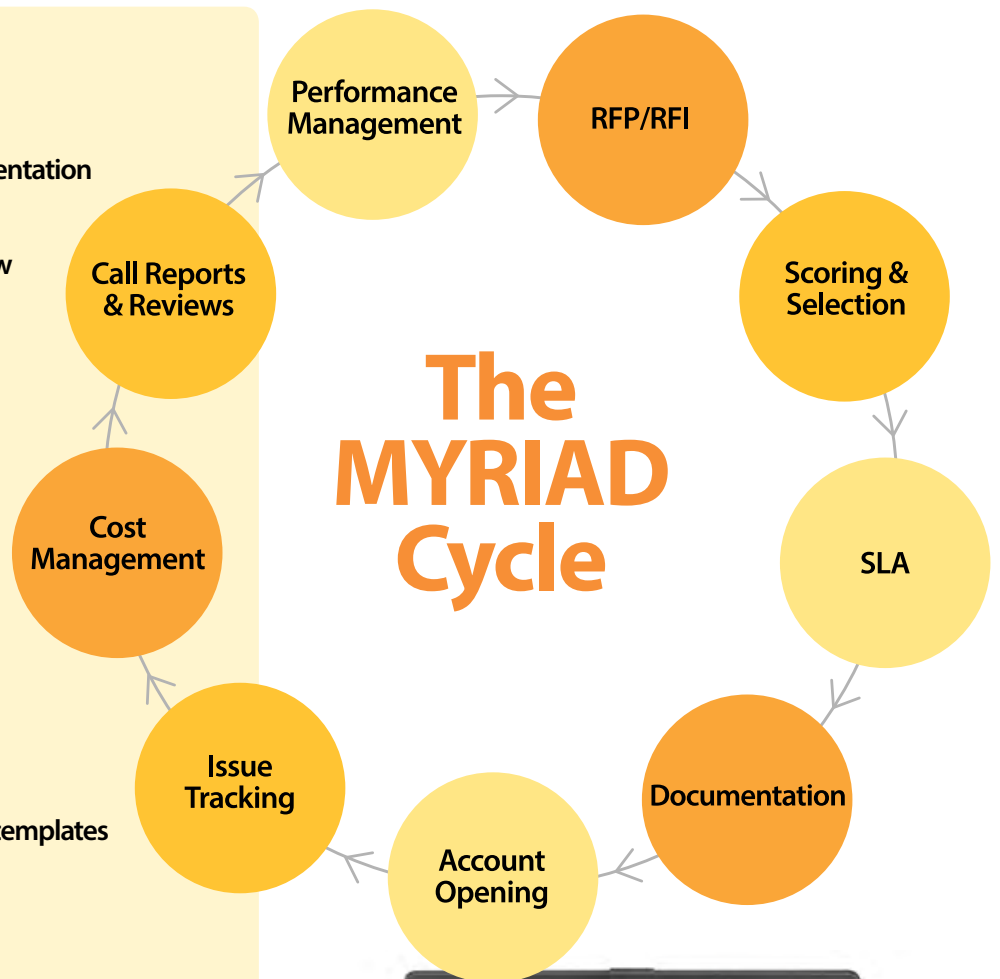 Performance
Management
RFP/RFI
Call Reports
& Reviews
Scoring &
Selection
The
MYRIAD
Cycle
Cost
Management
SLA
Issue
Tracking
Documentation
Account
Opening
entation
templates